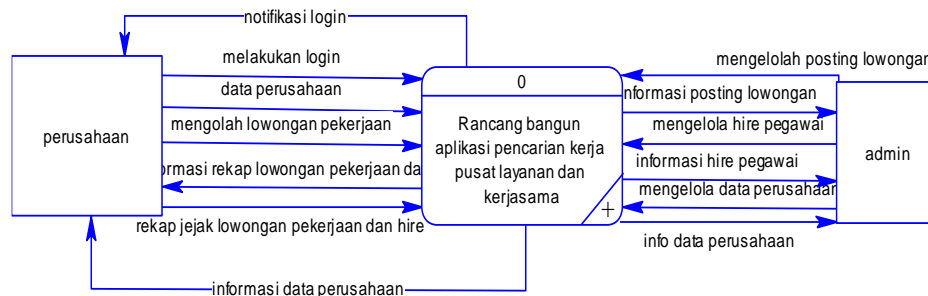 notifikasi login
melakukan login
data perusahaan
mengolah lowongan pekerjaan
ormasi rekap lowongan pekerjaan da
rekap jejak lowongan pekerjaan dan hire
informasi data perusahaan
perusahaan
0
Rancang bangun
aplikasi pencarian kerja
pusat layanan dan
kerjasama
+
mengelolah posting lowongan
nformasi posting lowongan
mengelola hire pegawai
informasi hire pegawai
mengelola data perusahaan
info data perusahaan
admin